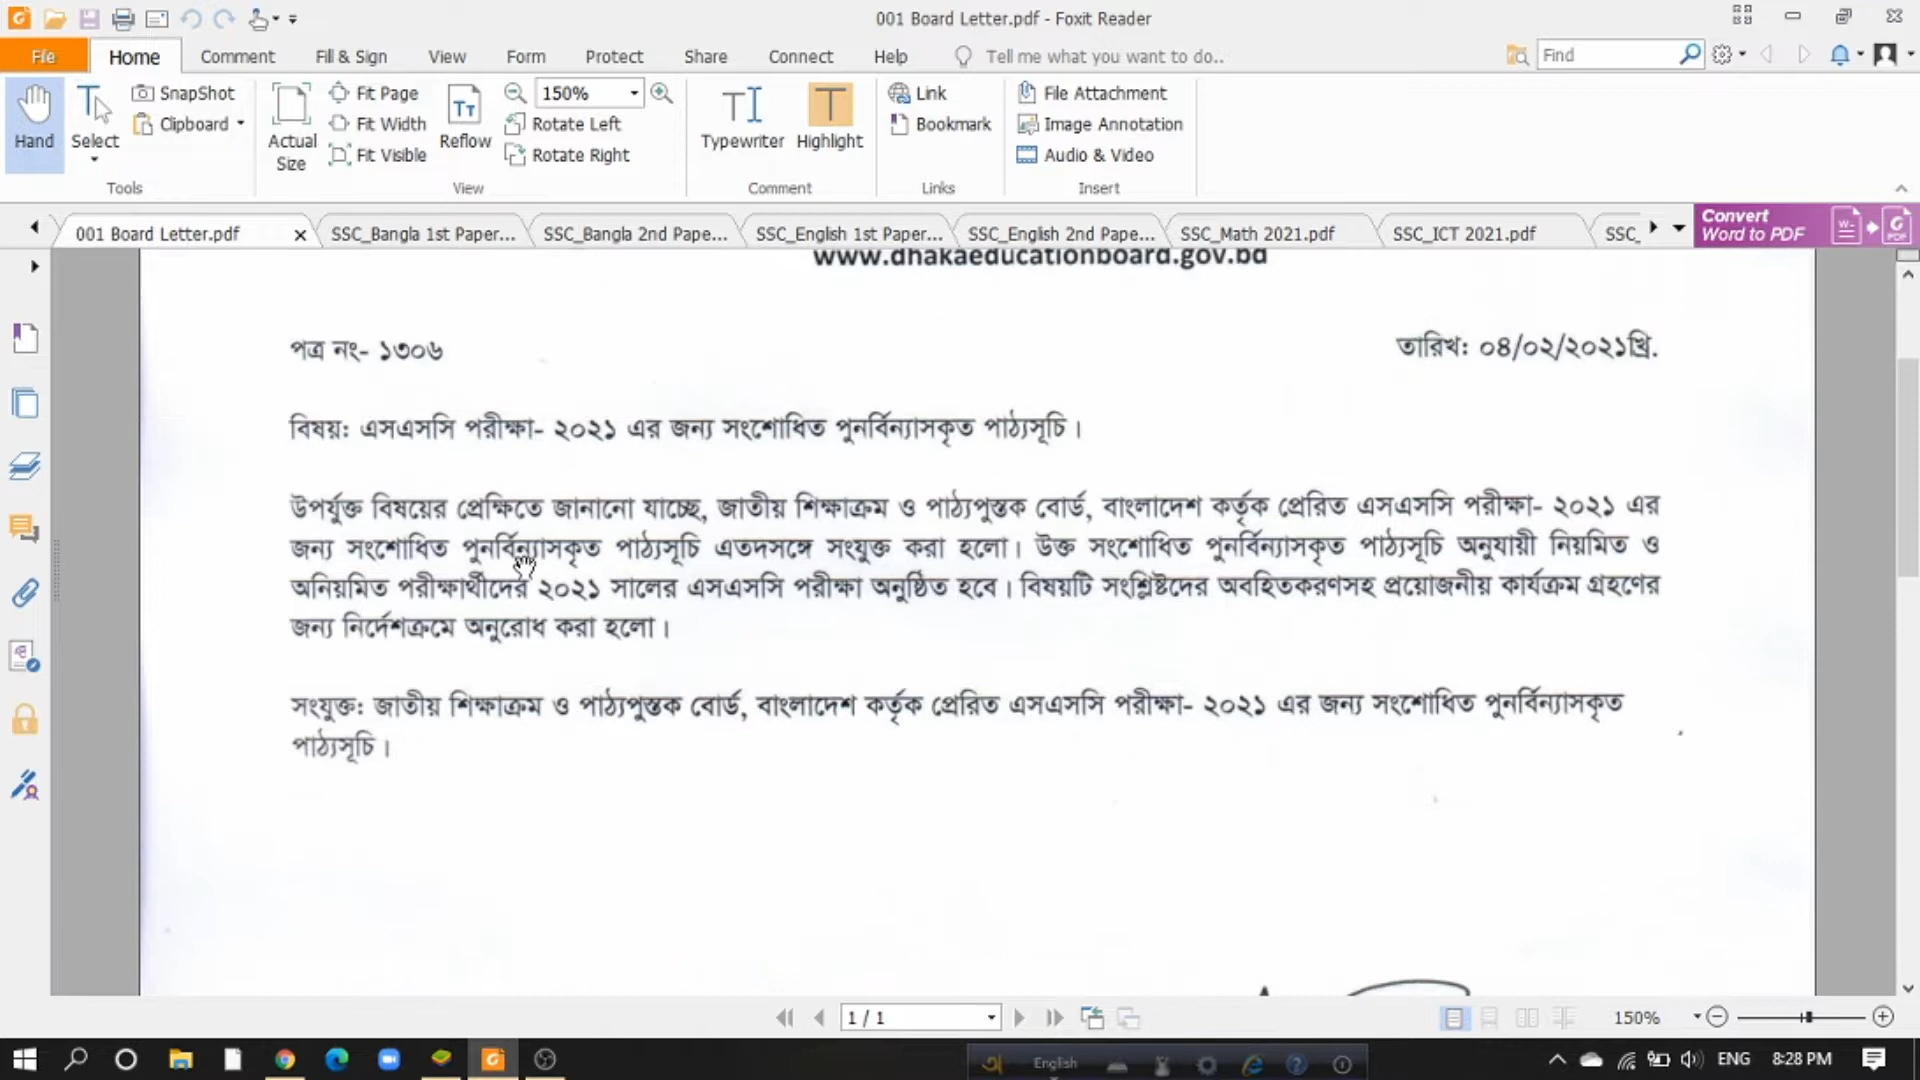 001 Board Letter.pdf - Foxit Reader
File Home Comment Fill & Sign View Form Protect Share Connect Help Tell me what you want to do.. Find
Hand
Select
SnapShot
Clipboard
Tools
Actual Size
Fit Page
Fit Width
Fit Visible
Reflow
150%
Rotate Left
Rotate Right
View
Typewriter
Highlight
Comment
Link
Bookmark
Links
File Attachment
Image Annotation
Audio & Video
Insert
001 Board Letter.pdf SSC_Bangla 1st Paper... SSC_Bangla 2nd Pape... SSC_English 1st Paper... SSC_English 2nd Pape... SSC_Math 2021.pdf SSC_ICT 2021.pdf SSC_
Convert
Word to PDF
www.dhakaeducationboard.gov.bd
পত্র নং- ১৩০৬ তারিখ: ০৪/০২/২০২১খ্রি.
বিষয়: এসএসসি পরীক্ষা- ২০২১ এর জন্য সংশোধিত পুনর্বিন্যাসকৃত পাঠ্যসূচি।
উপর্যুক্ত বিষয়ের প্রেক্ষিতে জানানো যাচ্ছে, জাতীয় শিক্ষাক্রম ও পাঠ্যপুস্তক বোর্ড, বাংলাদেশ কর্তৃক প্রেরিত এসএসসি পরীক্ষা- ২০২১ এর
জন্য সংশোধিত পুনর্বিন্যাসকৃত পাঠ্যসূচি এতদসঙ্গে সংযুক্ত করা হলো। উক্ত সংশোধিত পুনর্বিন্যাসকৃত পাঠ্যসূচি অনুযায়ী নিয়মিত ও
অনিয়মিত পরীক্ষার্থীদের ২০২১ সালের এসএসসি পরীক্ষা অনুষ্ঠিত হবে। বিষয়টি সংশ্লিষ্টদের অবহিতকরণসহ প্রয়োজনীয় কার্যক্রম গ্রহণের
জন্য নির্দেশক্রমে অনুরোধ করা হলো।
সংযুক্ত: জাতীয় শিক্ষাক্রম ও পাঠ্যপুস্তক বোর্ড, বাংলাদেশ কর্তৃক প্রেরিত এসএসসি পরীক্ষা- ২০২১ এর জন্য সংশোধিত পুনর্বিন্যাসকৃত
পাঠ্যসূচি।
1 / 1 150%
English ENG 8:28 PM